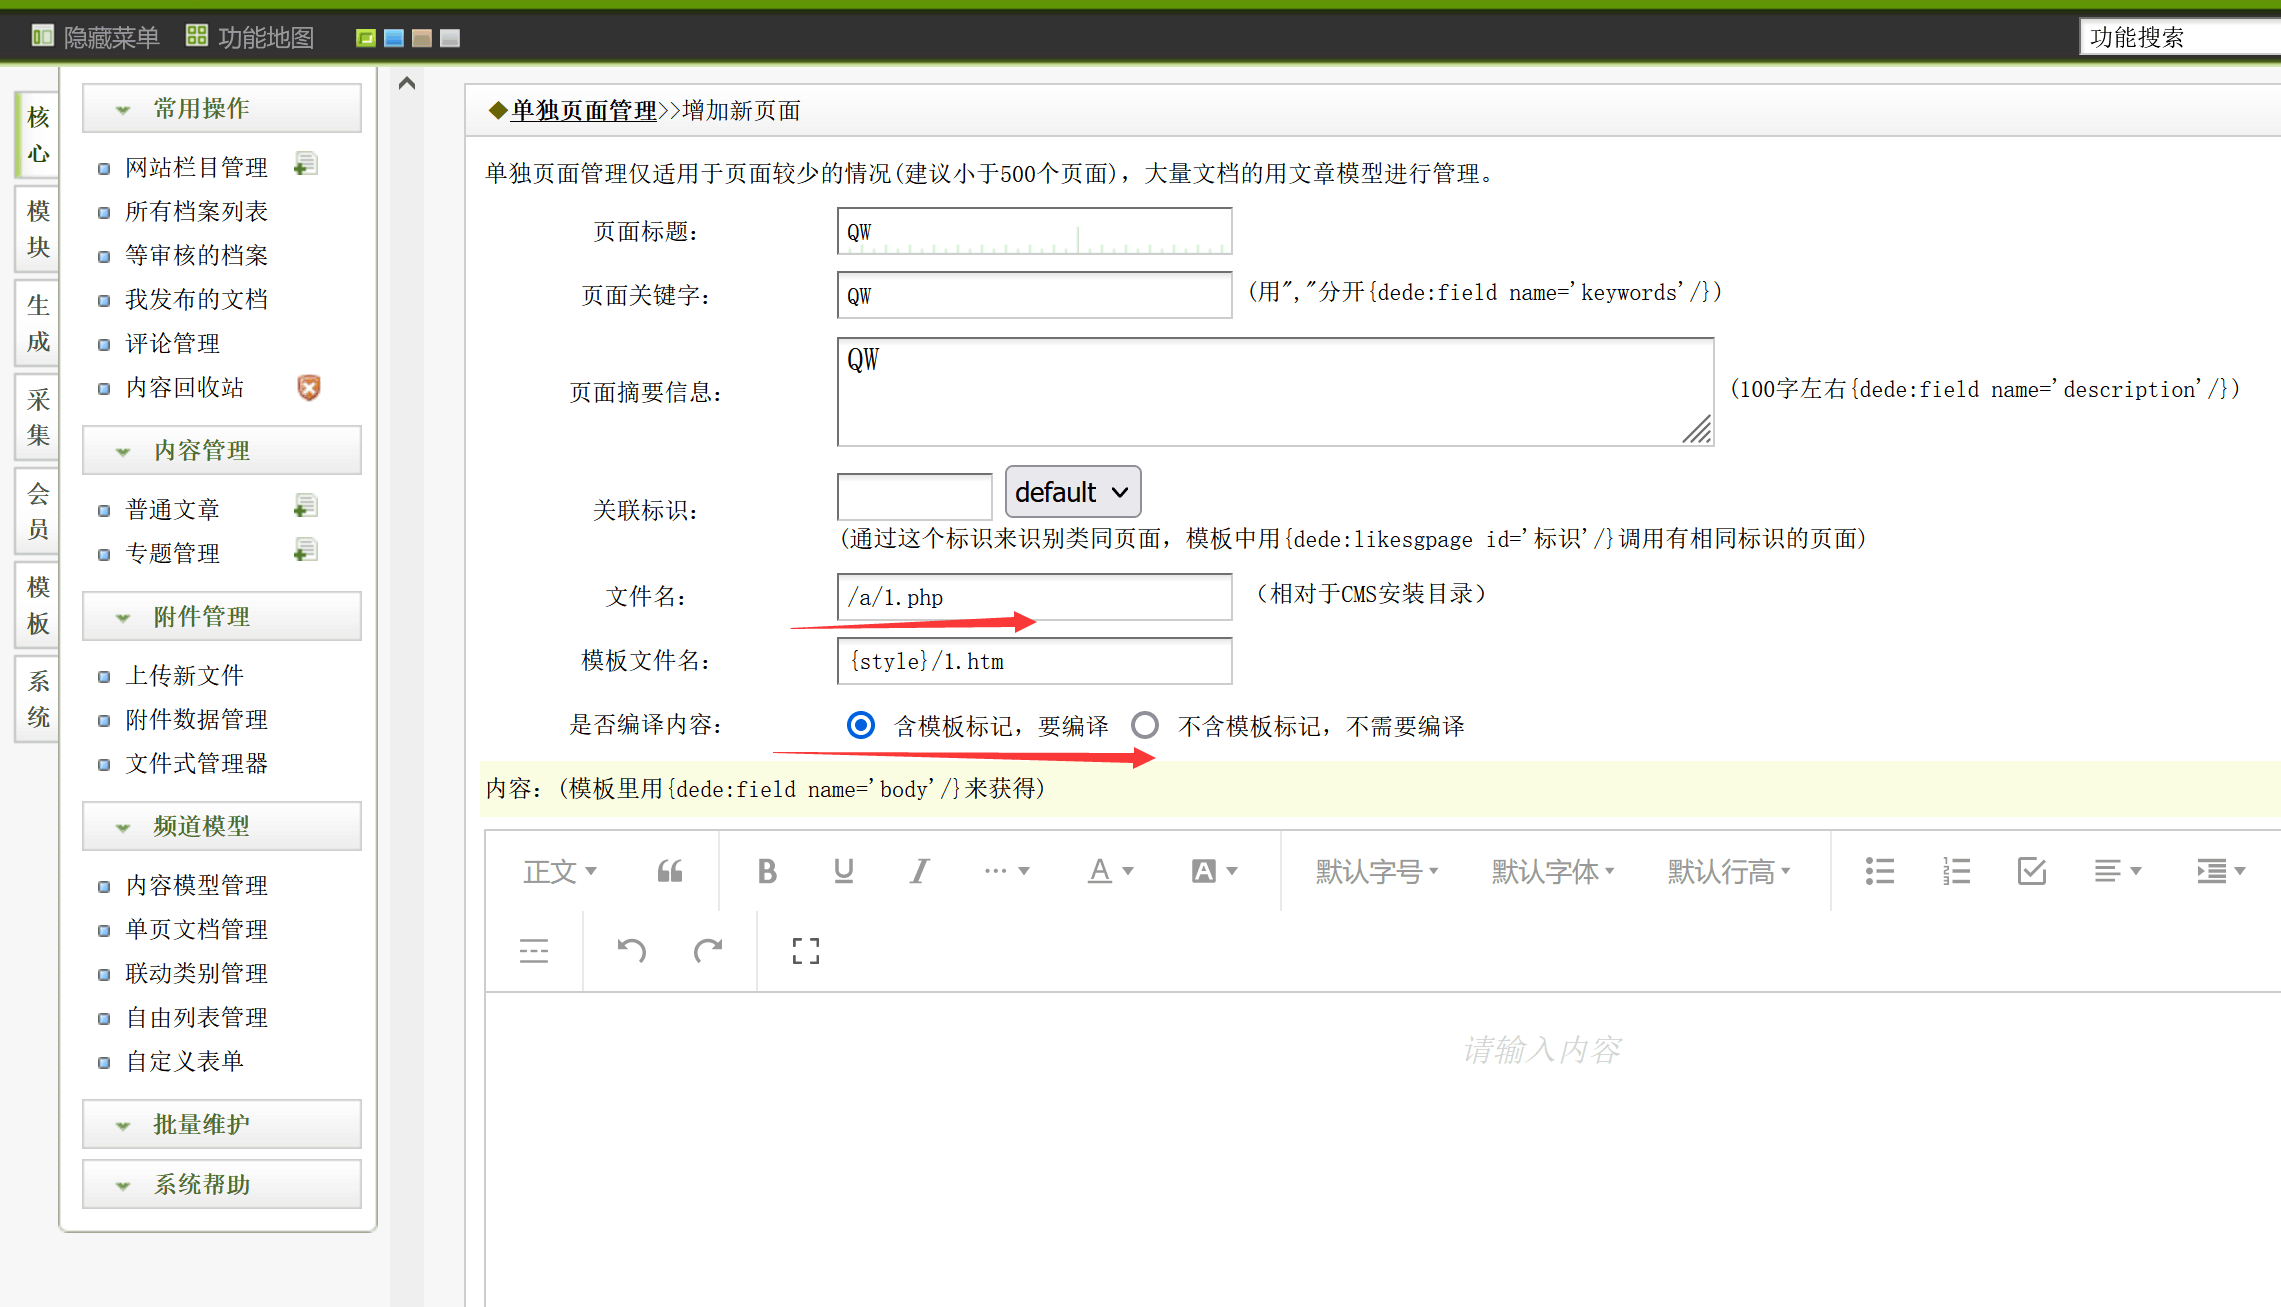 隐藏菜单 功能地图 功能搜索
核心
模块
生成
采集
会员
模板
系统
常用操作
网站栏目管理
所有档案列表
等审核的档案
我发布的文档
评论管理
内容回收站
内容管理
普通文章
专题管理
附件管理
上传新文件
附件数据管理
文件式管理器
频道模型
内容模型管理
单页文档管理
联动类别管理
自由列表管理
自定义表单
批量维护
系统帮助
◆单独页面管理>>增加新页面
单独页面管理仅适用于页面较少的情况(建议小于500个页面)，大量文档的用文章模型进行管理。
页面标题： QW
页面关键字： QW (用","分开{dede:field name='keywords'/})
页面摘要信息： QW (100字左右{dede:field name='description'/})
关联标识： default
(通过这个标识来识别类同页面，模板中用{dede:likesgpage id='标识'/}调用有相同标识的页面)
文件名： /a/1.php （相对于CMS安装目录）
模板文件名： {style}/1.htm
是否编译内容： 含模板标记，要编译 不含模板标记，不需要编译
内容：(模板里用{dede:field name='body'/}来获得)
正文 B U I ... A A 默认字号 默认字体 默认行高
请输入内容